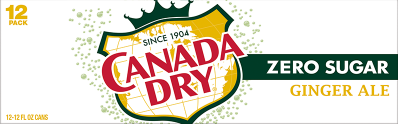 12
PACK
SINCE 1904
CANADA
DRY
ZERO SUGAR
GINGER ALE
12-12 FL OZ CANS